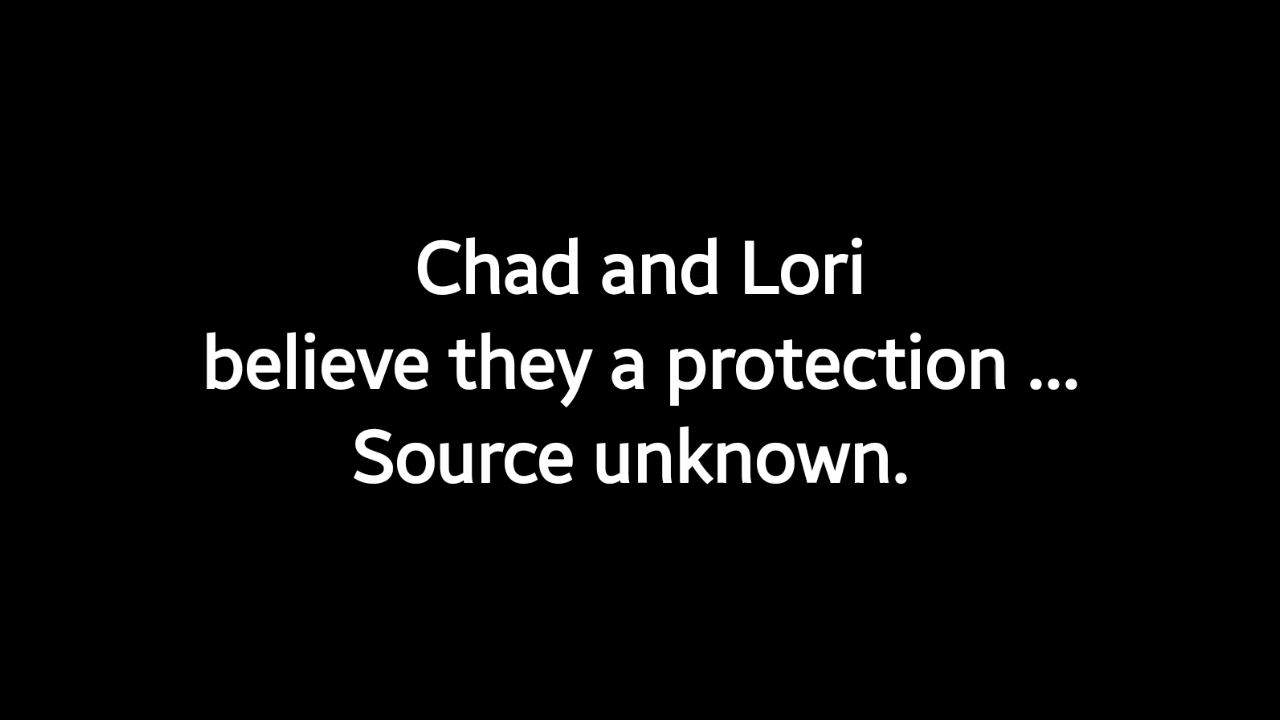 Chad and Lori
believe they a protection ...
Source unknown.